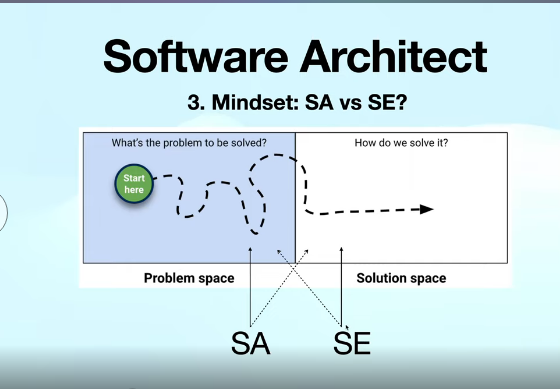 Software Architect
3. Mindset: SA vs SE?
What's the problem to be solved?
How do we solve it?
Start
here
Problem space
Solution space
SA
SE